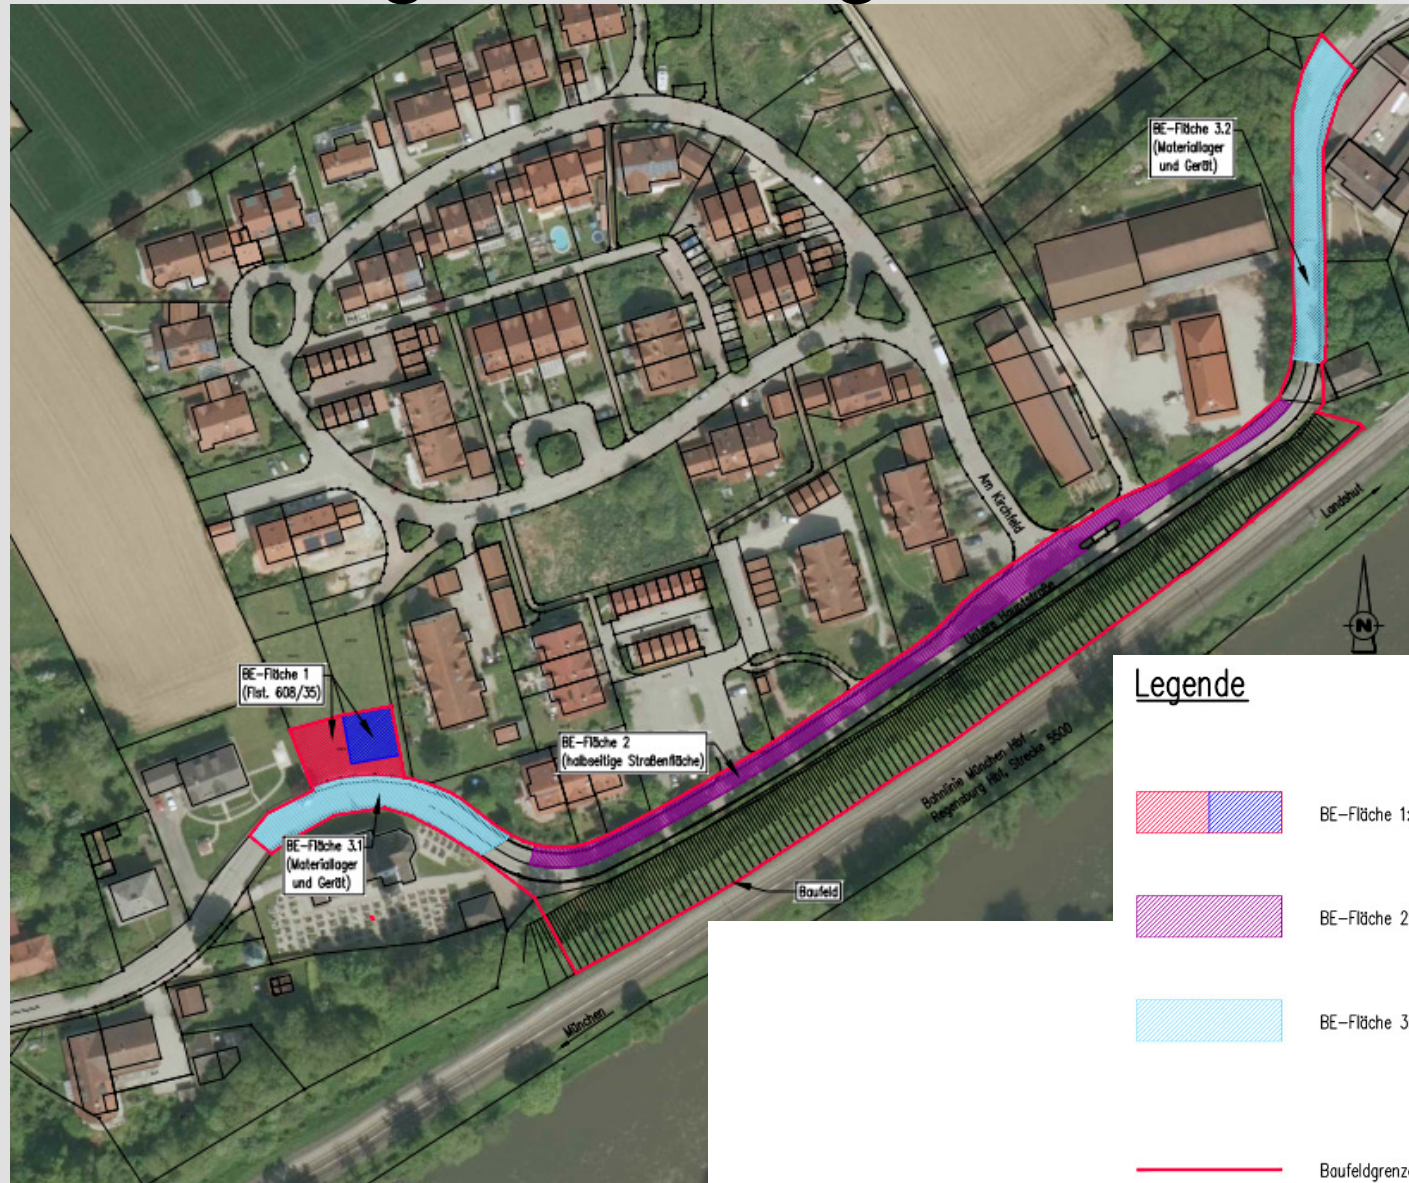 BE-Fläche 3.2
(Materiallager
und Gerät)
Am Kirchfeld
Landshut
N
Untere Hauptstraße
BE-Fläche 1
(Flst. 608/35)
BE-Fläche 2
(halbseitige Straßenfläche)
Bahnlinie München Hbf -
Regensburg Hbf, Strecke 5500
BE-Fläche 3.1
(Materiallager
und Gerät)
Baufeld
München
Legende
BE-Fläche 1:
BE-Fläche 2
BE-Fläche 3
Baufeldgrenze